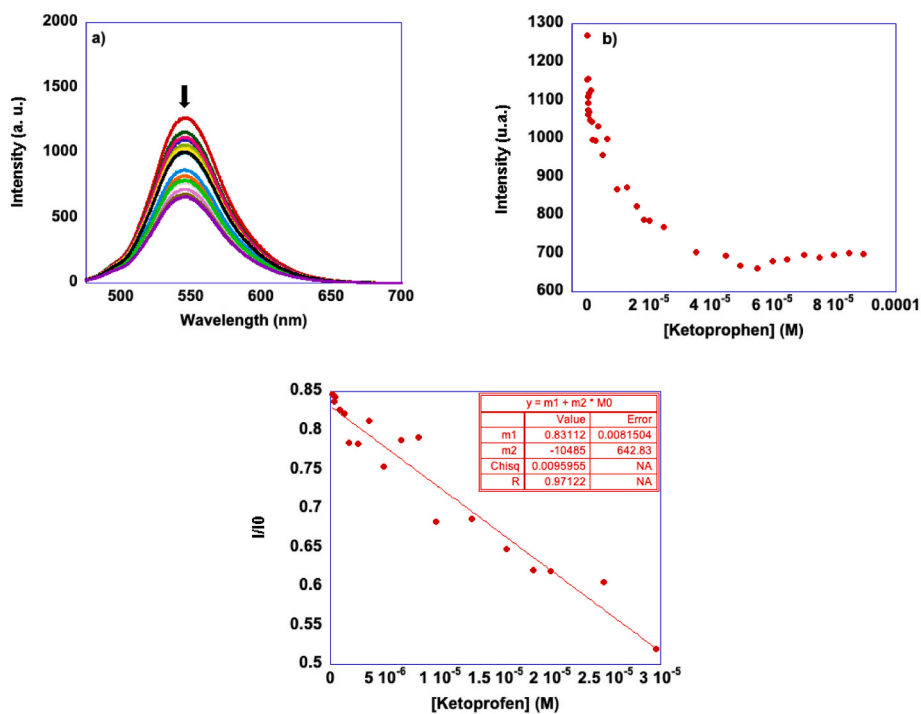 a)
2000
1500
1000
500
0
Intensity (a. u.)
500 550 600 650 700
Wavelength (nm)
b)
1300
1200
1100
1000
900
800
700
600
Intensity (u.a.)
0 2 10⁻⁵ 4 10⁻⁵ 6 10⁻⁵ 8 10⁻⁵ 0.0001
[Ketoprophen] (M)
0.85
0.8
0.75
0.7
0.65
0.6
0.55
0.5
I/I0
y = m1 + m2 * M0
Value Error
m1 0.83112 0.0081504
m2 -10485 642.83
Chisq 0.0095955 NA
R 0.97122 NA
0 5 10⁻⁶ 1 10⁻⁵ 1.5 10⁻⁵ 2 10⁻⁵ 2.5 10⁻⁵ 3 10⁻⁵
[Ketoprofen] (M)